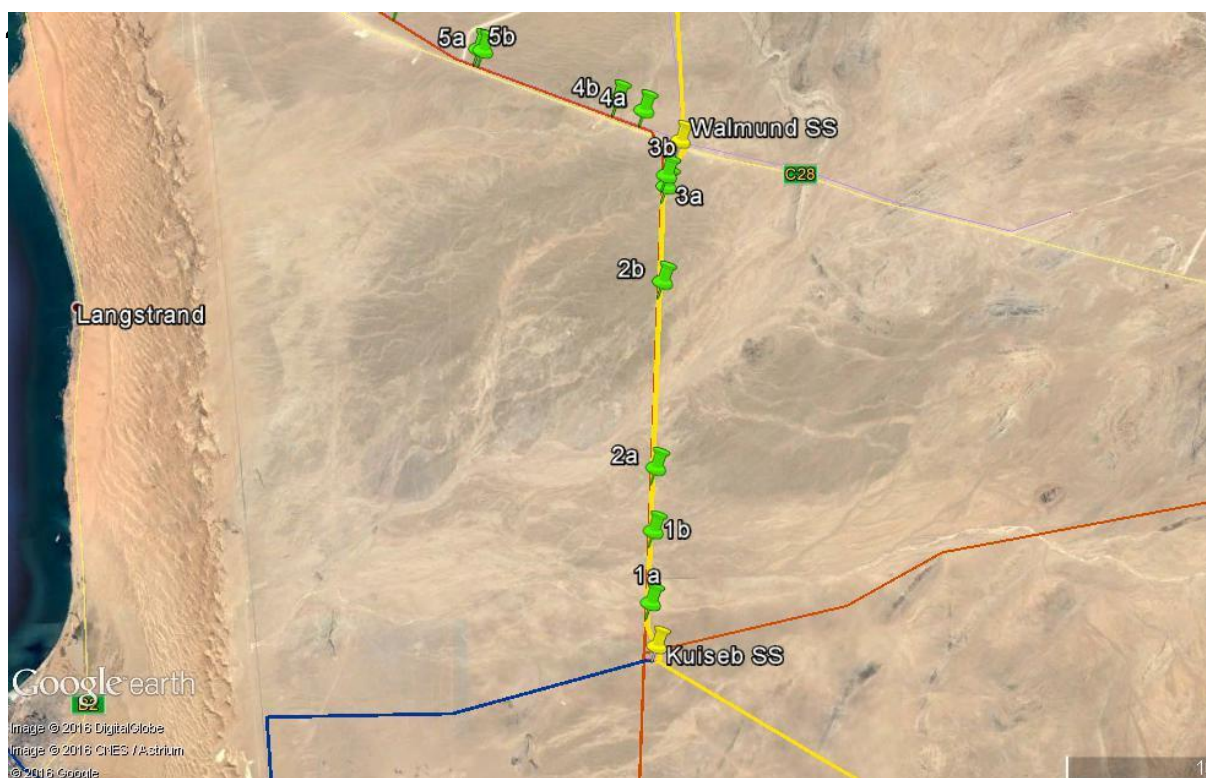 5a 5b
4b
4a
Walmund SS
3b
C28
3a
2b
Langstrand
2a
1b
1a
Kuiseb SS
Google earth
Image © 2016 DigitalGlobe
Image © 2016 CNES / Astrium
© 2016 Google
1